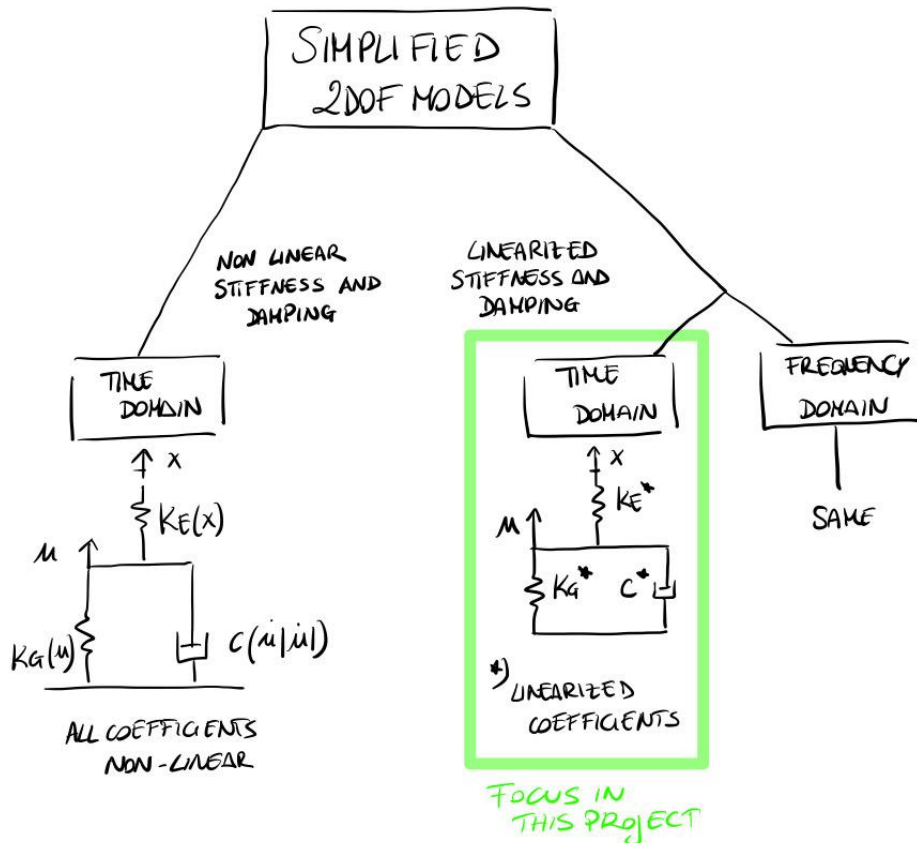 SIMPLIFIED
2DOF MODELS
NON LINEAR
STIFFNESS AND
DAMPING
LINEARIZED
STIFFNESS AND
DAMPING
TIME
DOMAIN
x
KE(x)
u
KG(u)
C(u̇|u̇|)
ALL COEFFICIENTS
NON-LINEAR
TIME
DOMAIN
x
KE*
u
KG*
C*
*) LINEARIZED
COEFFICIENTS
FOCUS IN
THIS PROJECT
FREQUENCY
DOMAIN
SAME